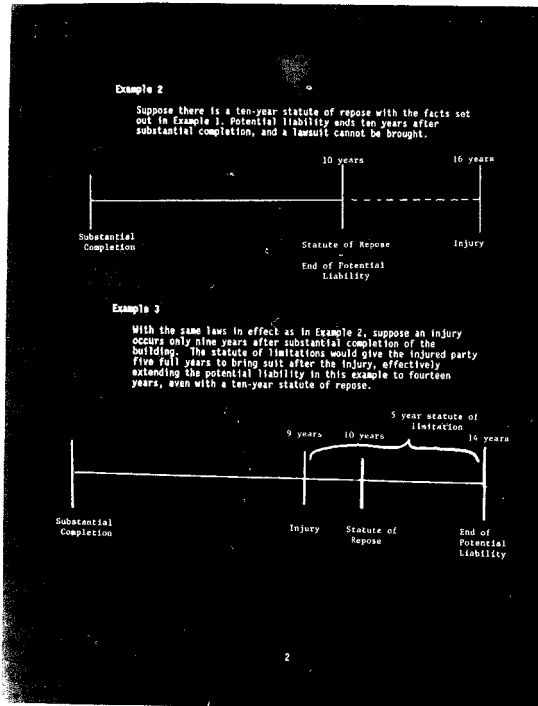 Example 2
Suppose there is a ten-year statute of repose with the facts set
out in Example 1. Potential liability ends ten years after
substantial completion, and a lawsuit cannot be brought.
10 years 16 years
Substantial
Completion
Statute of Repose
-
End of Potential
Liability
Injury
Example 3
With the same laws in effect as in Example 2, suppose an injury
occurs only nine years after substantial completion of the
building. The statute of limitations would give the injured party
five full years to bring suit after the injury, effectively
extending the potential liability in this example to fourteen
years, even with a ten-year statute of repose.
5 year statute of
limitation
9 years 10 years 14 years
Substantial
Completion
Injury
Statute of
Repose
End of
Potential
Liability
2